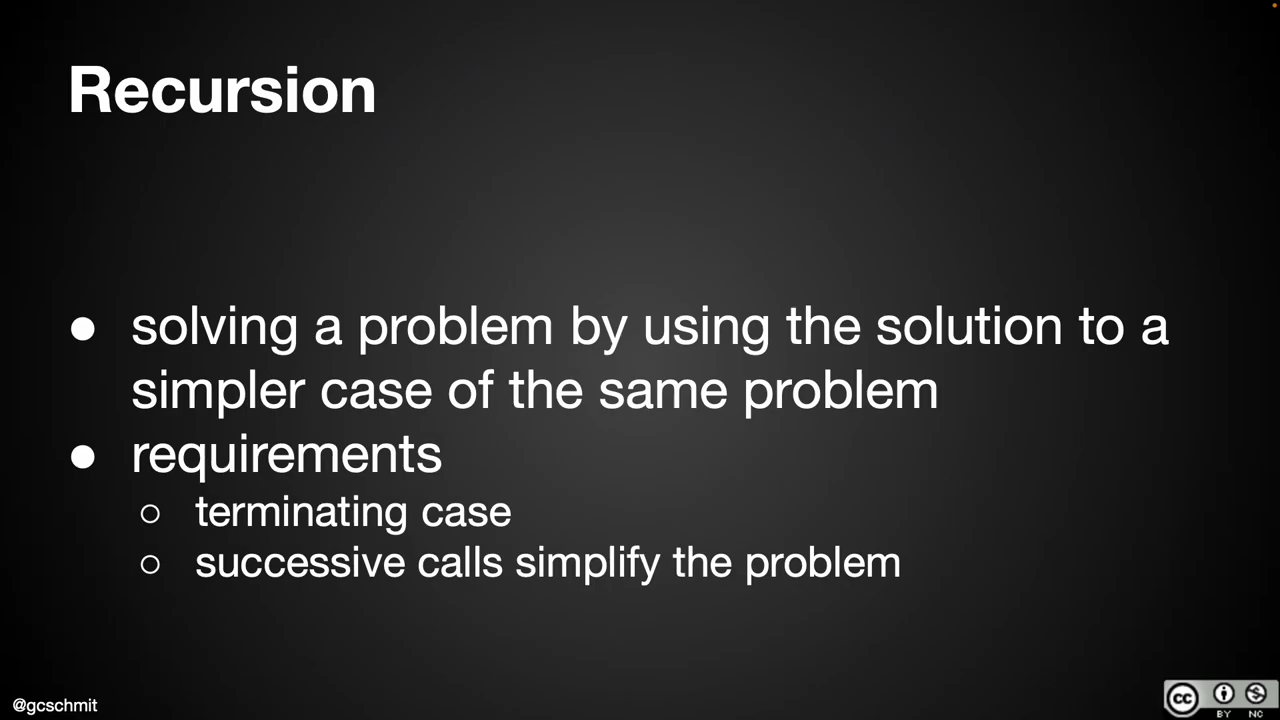 Recursion
● solving a problem by using the solution to a
simpler case of the same problem
● requirements
○ terminating case
○ successive calls simplify the problem
@gcschmit
cc
BY NC